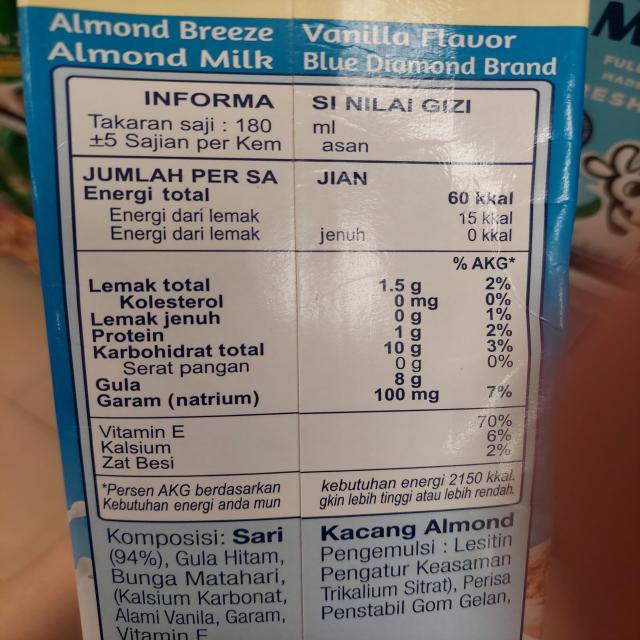 Almond Breeze Vanilla Flavor
Almond Milk Blue Diamond Brand
INFORMA SI NILAI GIZI
Takaran saji : 180 ml
±5 Sajian per Kem asan
JUMLAH PER SA JIAN
Energi total 60 kkal
Energi dari lemak 15 kkal
Energi dari lemak jenuh 0 kkal
% AKG*
Lemak total 1.5 g 2%
Kolesterol 0 mg 0%
Lemak jenuh 0 g 1%
Protein 1 g 2%
Karbohidrat total 10 g 3%
Serat pangan 0 g 0%
Gula 8 g
Garam (natrium) 100 mg 7%
Vitamin E 70%
Kalsium 6%
Zat Besi 2%
*Persen AKG berdasarkan kebutuhan energi 2150 kkal.
Kebutuhan energi anda mun gkin lebih tinggi atau lebih rendah.
Komposisi: Sari Kacang Almond
(94%), Gula Hitam, Pengemulsi : Lesitin
Bunga Matahari, Pengatur Keasaman
(Kalsium Karbonat, Trikalium Sitrat), Perisa
Alami Vanila, Garam, Penstabil Gom Gelan,
Vitamin E